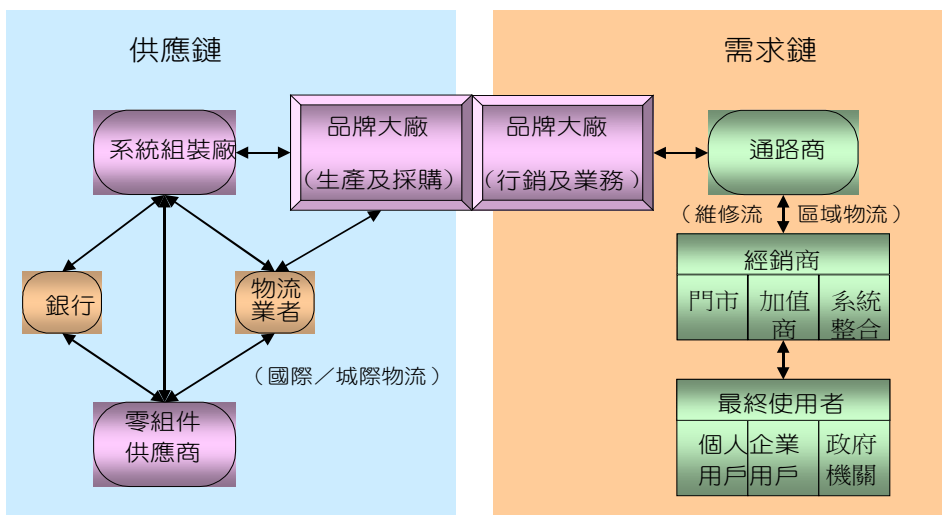 供應鏈
系統組裝廠
品牌大廠
（生產及採購）
銀行
物流
業者
（國際／城際物流）
零組件
供應商
需求鏈
品牌大廠
（行銷及業務）
通路商
（維修流 區域物流）
經銷商
門市
加值
商
系統
整合
最終使用者
個人
用戶
企業
用戶
政府
機關